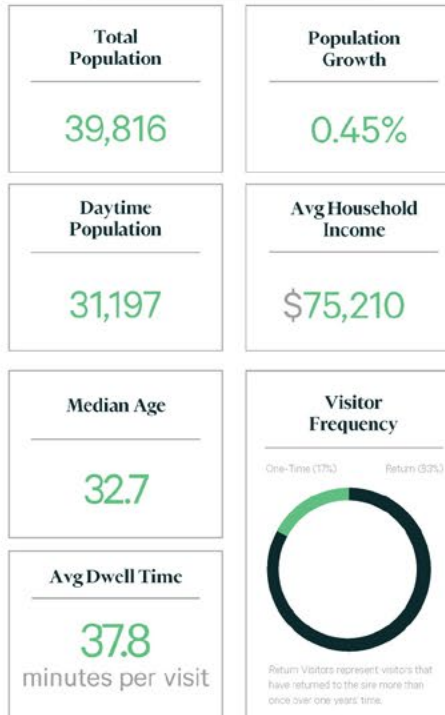 Total
Population
39,816
Population
Growth
0.45%
Daytime
Population
31,197
Avg Household
Income
$75,210
Median Age
32.7
Visitor
Frequency
One-Time (17%)
Return (83%)
Avg Dwell Time
37.8
minutes per visit
Return Visitors represent visitors that
have returned to the sire more than
once over one years time.